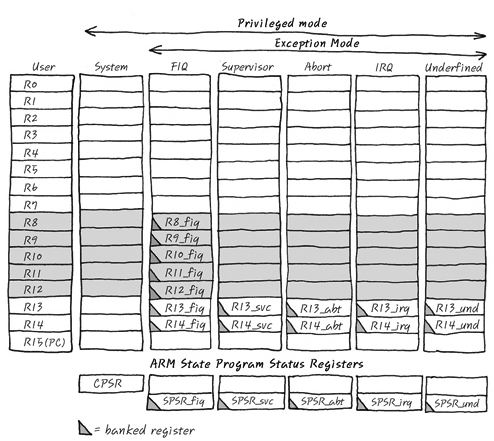 Privileged mode
Exception Mode
User System FIQ Supervisor Abort IRQ Underfined
R0
R1
R2
R3
R4
R5
R6
R7
R8 R8_fiq
R9 R9_fiq
R10 R10_fiq
R11 R11_fiq
R12 R12_fiq
R13 R13_fiq R13_svc R13_abt R13_irq R13_und
R14 R14_fiq R14_svc R14_abt R14_irq R14_und
R15(PC)
ARM State Program Status Registers
CPSR
SPSR_fiq SPSR_svc SPSR_abt SPSR_irq SPSR_und
= banked register